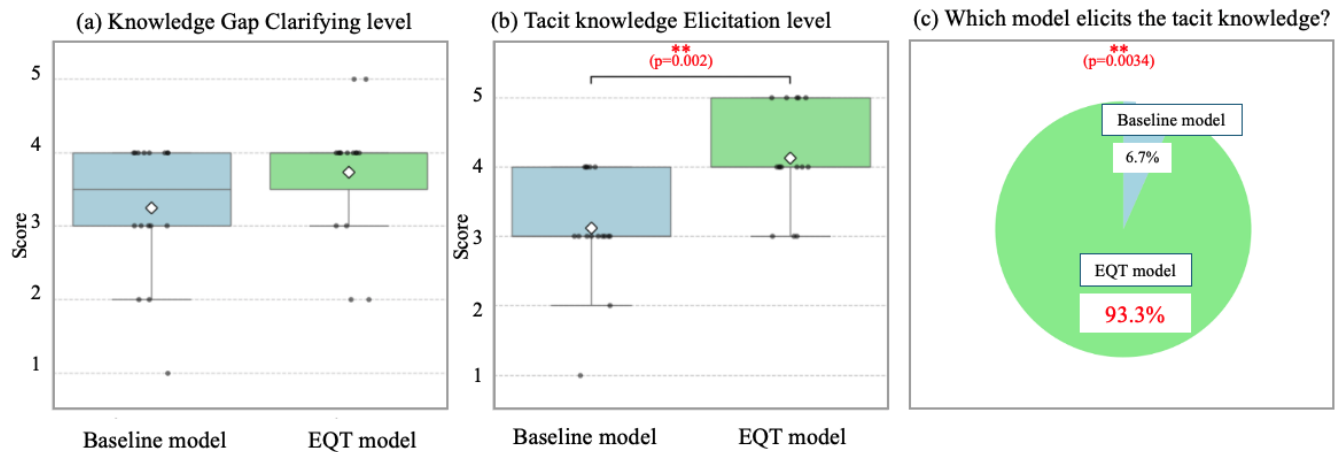 (a) Knowledge Gap Clarifying level
5
4
3
2
1
Score
Baseline model
EQT model
(b) Tacit knowledge Elicitation level
**
(p=0.002)
5
4
3
2
1
Score
Baseline model
EQT model
(c) Which model elicits the tacit knowledge?
**
(p=0.0034)
Baseline model
6.7%
EQT model
93.3%